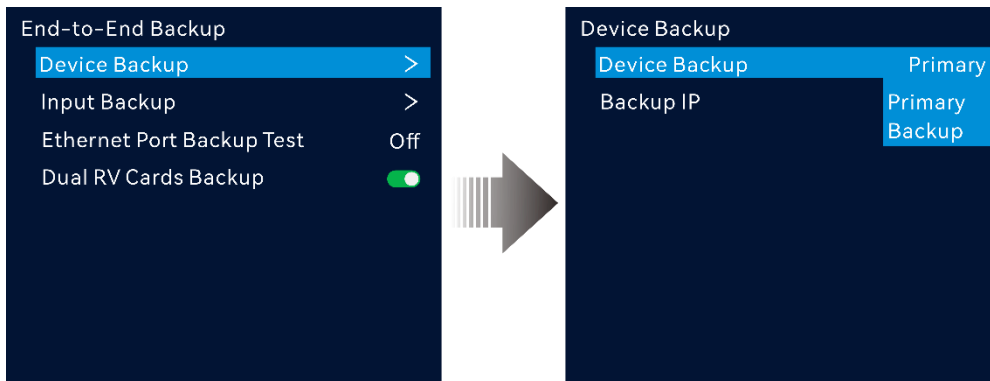 End-to-End Backup
Device Backup >
Input Backup >
Ethernet Port Backup Test Off
Dual RV Cards Backup
Device Backup
Device Backup Primary
Backup IP Primary
Backup